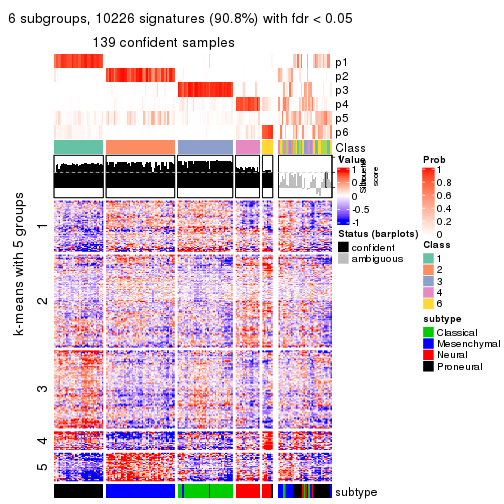 6 subgroups, 10226 signatures (90.8%) with fdr < 0.05
139 confident samples
p1
p2
p3
p4
p5
p6
Class
k-means with 5 groups
1
2
3
4
5
subtype
Value
1
0.5
0
-0.5
-1
Silhouette
score
Status (barplots)
confident
ambiguous
Prob
1
0.8
0.6
0.4
0.2
0
Class
1
2
3
4
6
subtype
Classical
Mesenchymal
Neural
Proneural